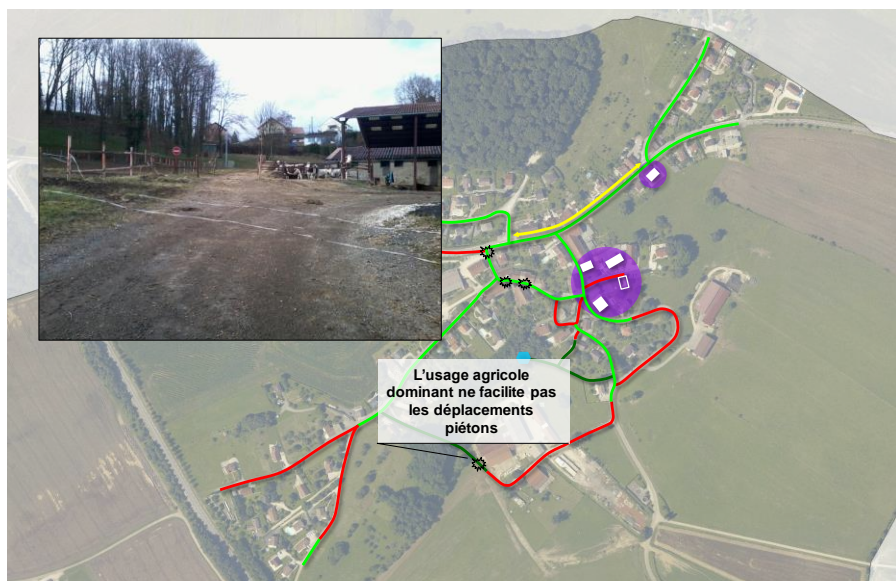 L'usage agricole
dominant ne facilite pas
les déplacements
piétons